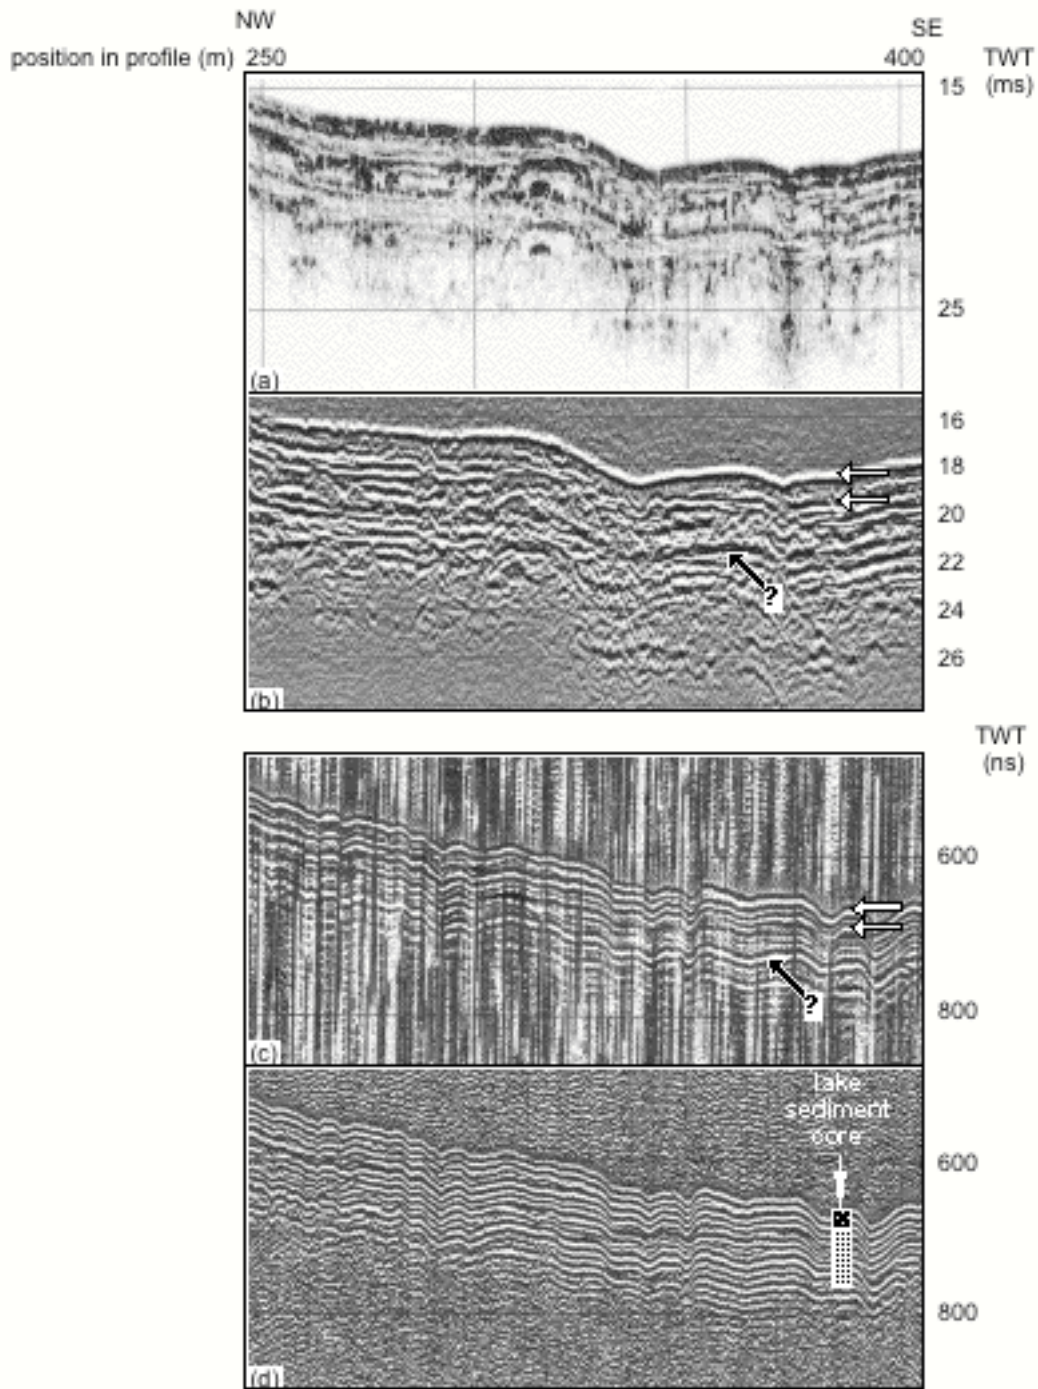 NW
SE
position in profile (m) 250 400 TWT
(ms)
15
25
(a)
16
18
20
22
?
24
26
(b)
TWT
(ns)
600
?
800
(c)
lake
sediment
core
600
800
(d)